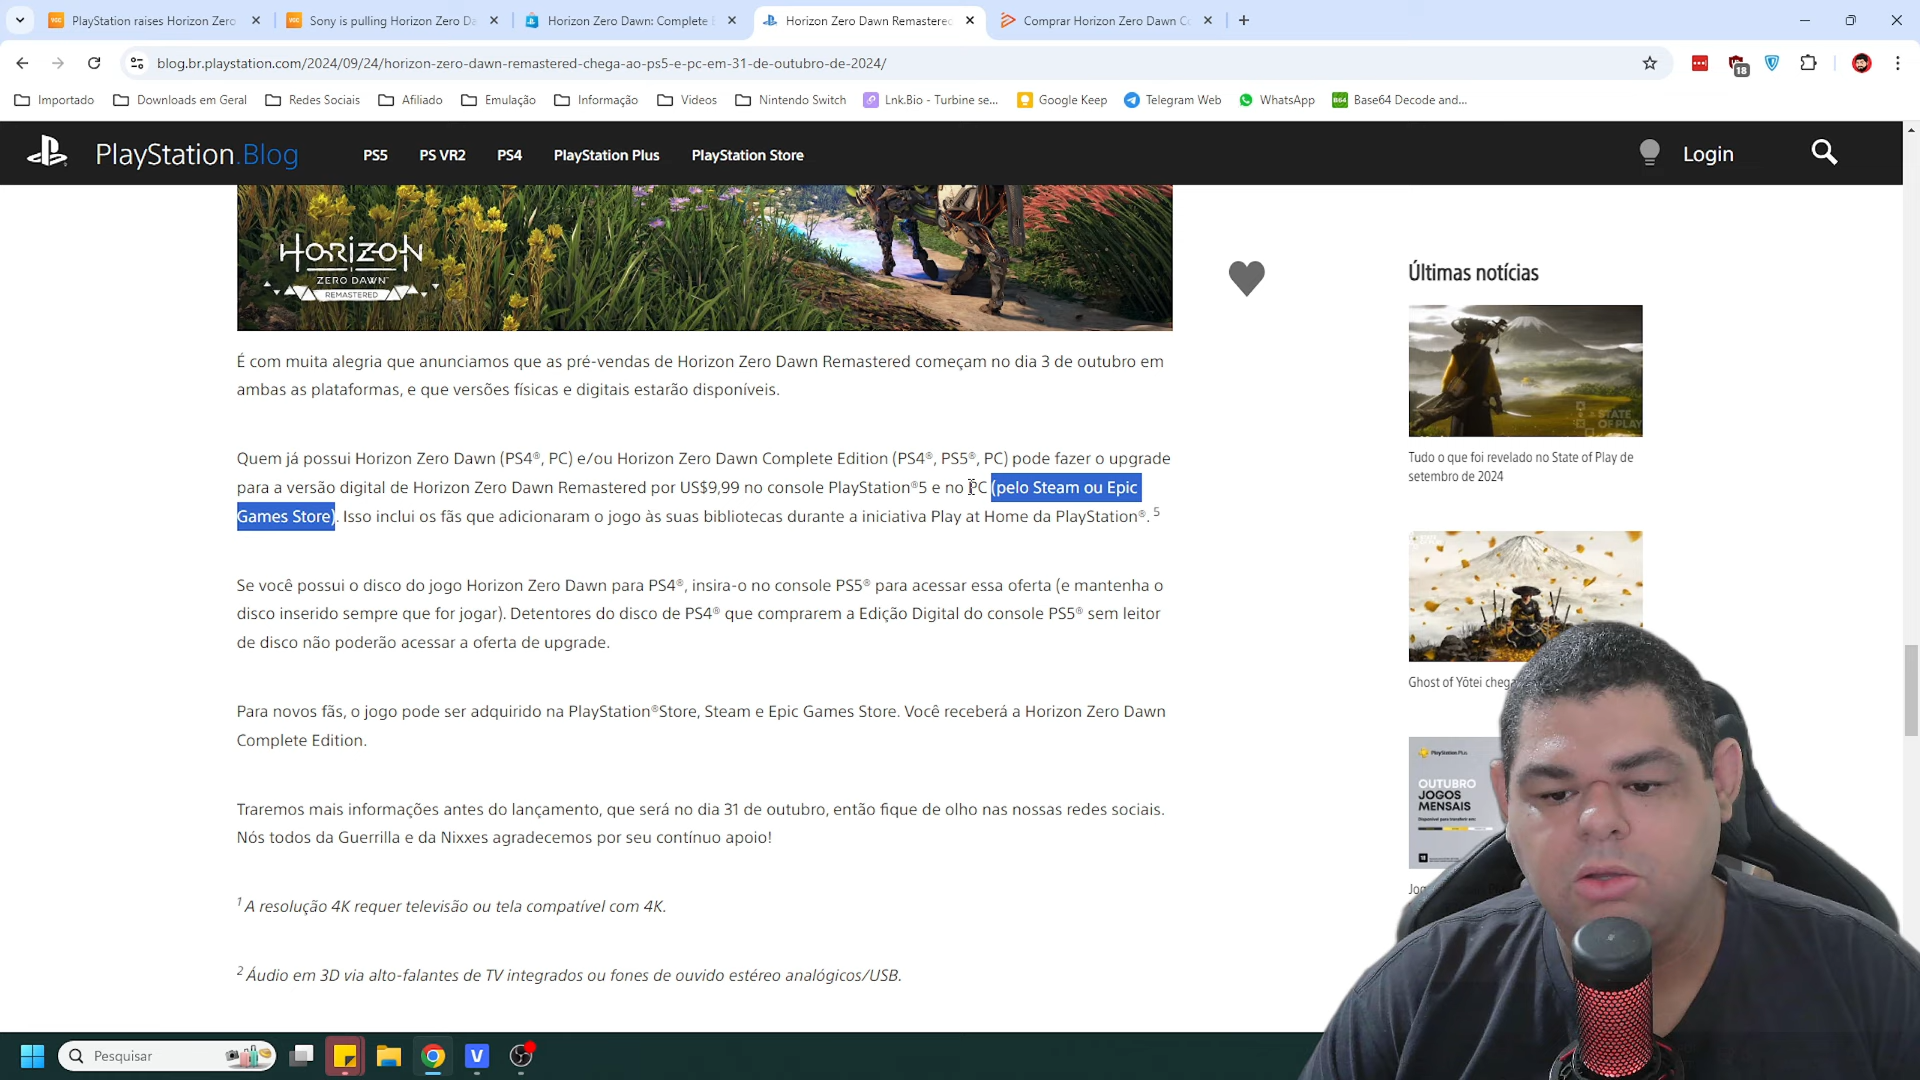 PlayStation raises Horizon Zero
Sony is pulling Horizon Zero Da
Horizon Zero Dawn: Complete E
Horizon Zero Dawn Remastered
Comprar Horizon Zero Dawn Co
blog.br.playstation.com/2024/09/24/horizon-zero-dawn-remastered-chega-ao-ps5-e-pc-em-31-de-outubro-de-2024/
18
Importado
Downloads em Geral
Redes Sociais
Afiliado
Emulação
Informação
Videos
Nintendo Switch
Lnk.Bio - Turbine se...
Google Keep
Telegram Web
WhatsApp
Base64 Decode and...
PlayStation.Blog
PS5
PS VR2
PS4
PlayStation Plus
PlayStation Store
Login
HORIZON
ZERO DAWN
REMASTERED
É com muita alegria que anunciamos que as pré-vendas de Horizon Zero Dawn Remastered começam no dia 3 de outubro em
ambas as plataformas, e que versões físicas e digitais estarão disponíveis.
Quem já possui Horizon Zero Dawn (PS4®, PC) e/ou Horizon Zero Dawn Complete Edition (PS4®, PS5®, PC) pode fazer o upgrade
para a versão digital de Horizon Zero Dawn Remastered por US$9,99 no console PlayStation®5 e no PC (pelo Steam ou Epic
Games Store). Isso inclui os fãs que adicionaram o jogo às suas bibliotecas durante a iniciativa Play at Home da PlayStation®. 5
Se você possui o disco do jogo Horizon Zero Dawn para PS4®, insira-o no console PS5® para acessar essa oferta (e mantenha o
disco inserido sempre que for jogar). Detentores do disco de PS4® que comprarem a Edição Digital do console PS5® sem leitor
de disco não poderão acessar a oferta de upgrade.
Para novos fãs, o jogo pode ser adquirido na PlayStation®Store, Steam e Epic Games Store. Você receberá a Horizon Zero Dawn
Complete Edition.
Traremos mais informações antes do lançamento, que será no dia 31 de outubro, então fique de olho nas nossas redes sociais.
Nós todos da Guerrilla e da Nixxes agradecemos por seu contínuo apoio!
1 A resolução 4K requer televisão ou tela compatível com 4K.
2 Áudio em 3D via alto-falantes de TV integrados ou fones de ouvido estéreo analógicos/USB.
Últimas notícias
STATE
OF PLAY
Tudo o que foi revelado no State of Play de
setembro de 2024
Ghost of Yōtei cheg
PlayStation Plus
OUTUBRO
JOGOS
MENSAIS
Jog
Pesquisar